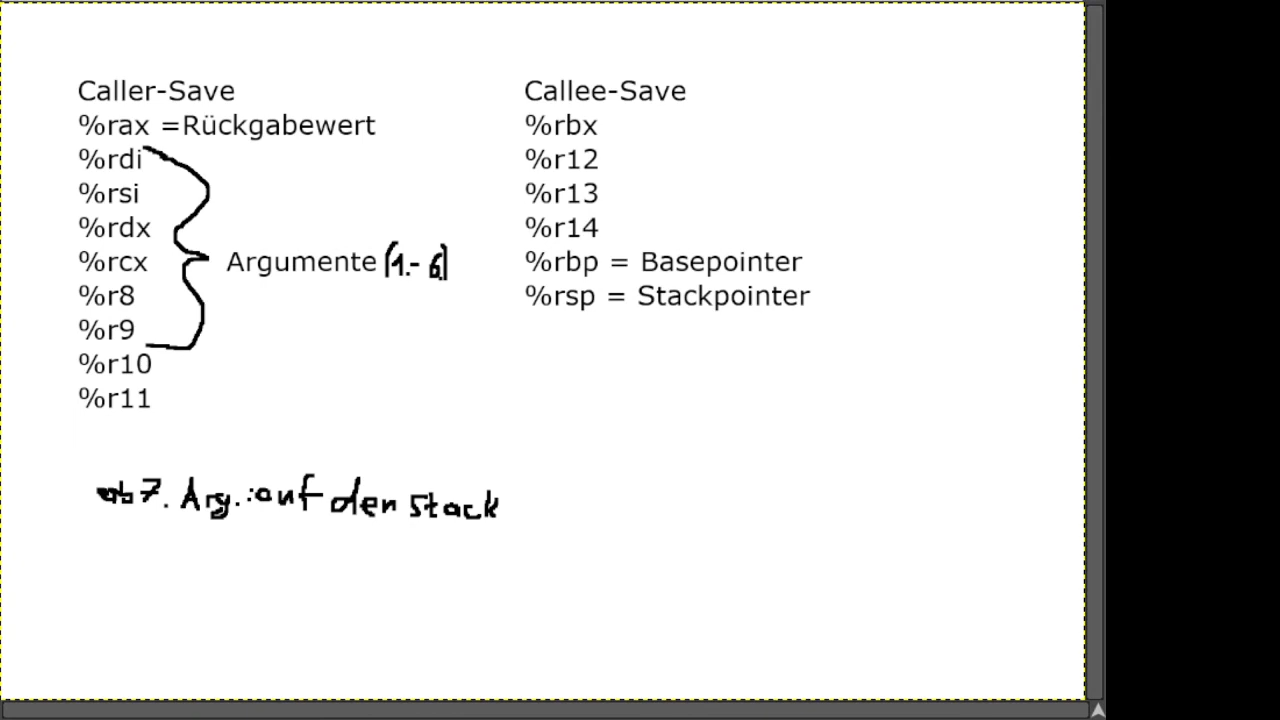 Caller-Save
%rax =Rückgabewert
%rdi
%rsi
%rdx
%rcx
%r8
%r9
%r10
%r11
Argumente (1.- 6.)
Callee-Save
%rbx
%r12
%r13
%r14
%rbp = Basepointer
%rsp = Stackpointer
ab 7. Arg.: auf den Stack